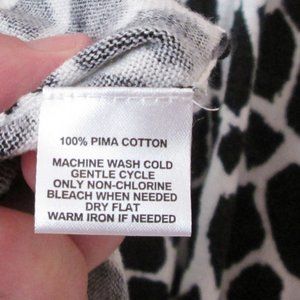 100% PIMA COTTON
MACHINE WASH COLD
GENTLE CYCLE
ONLY NON-CHLORINE
BLEACH WHEN NEEDED
DRY FLAT
WARM IRON IF NEEDED